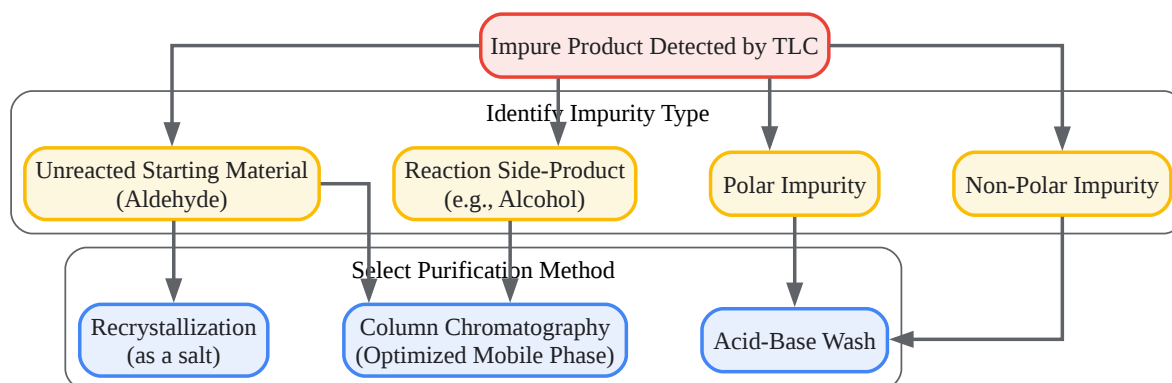 Impure Product Detected by TLC
Identify Impurity Type
Unreacted Starting Material
(Aldehyde)
Reaction Side-Product
(e.g., Alcohol)
Polar Impurity
Non-Polar Impurity
Select Purification Method
Recrystallization
(as a salt)
Column Chromatography
(Optimized Mobile Phase)
Acid-Base Wash